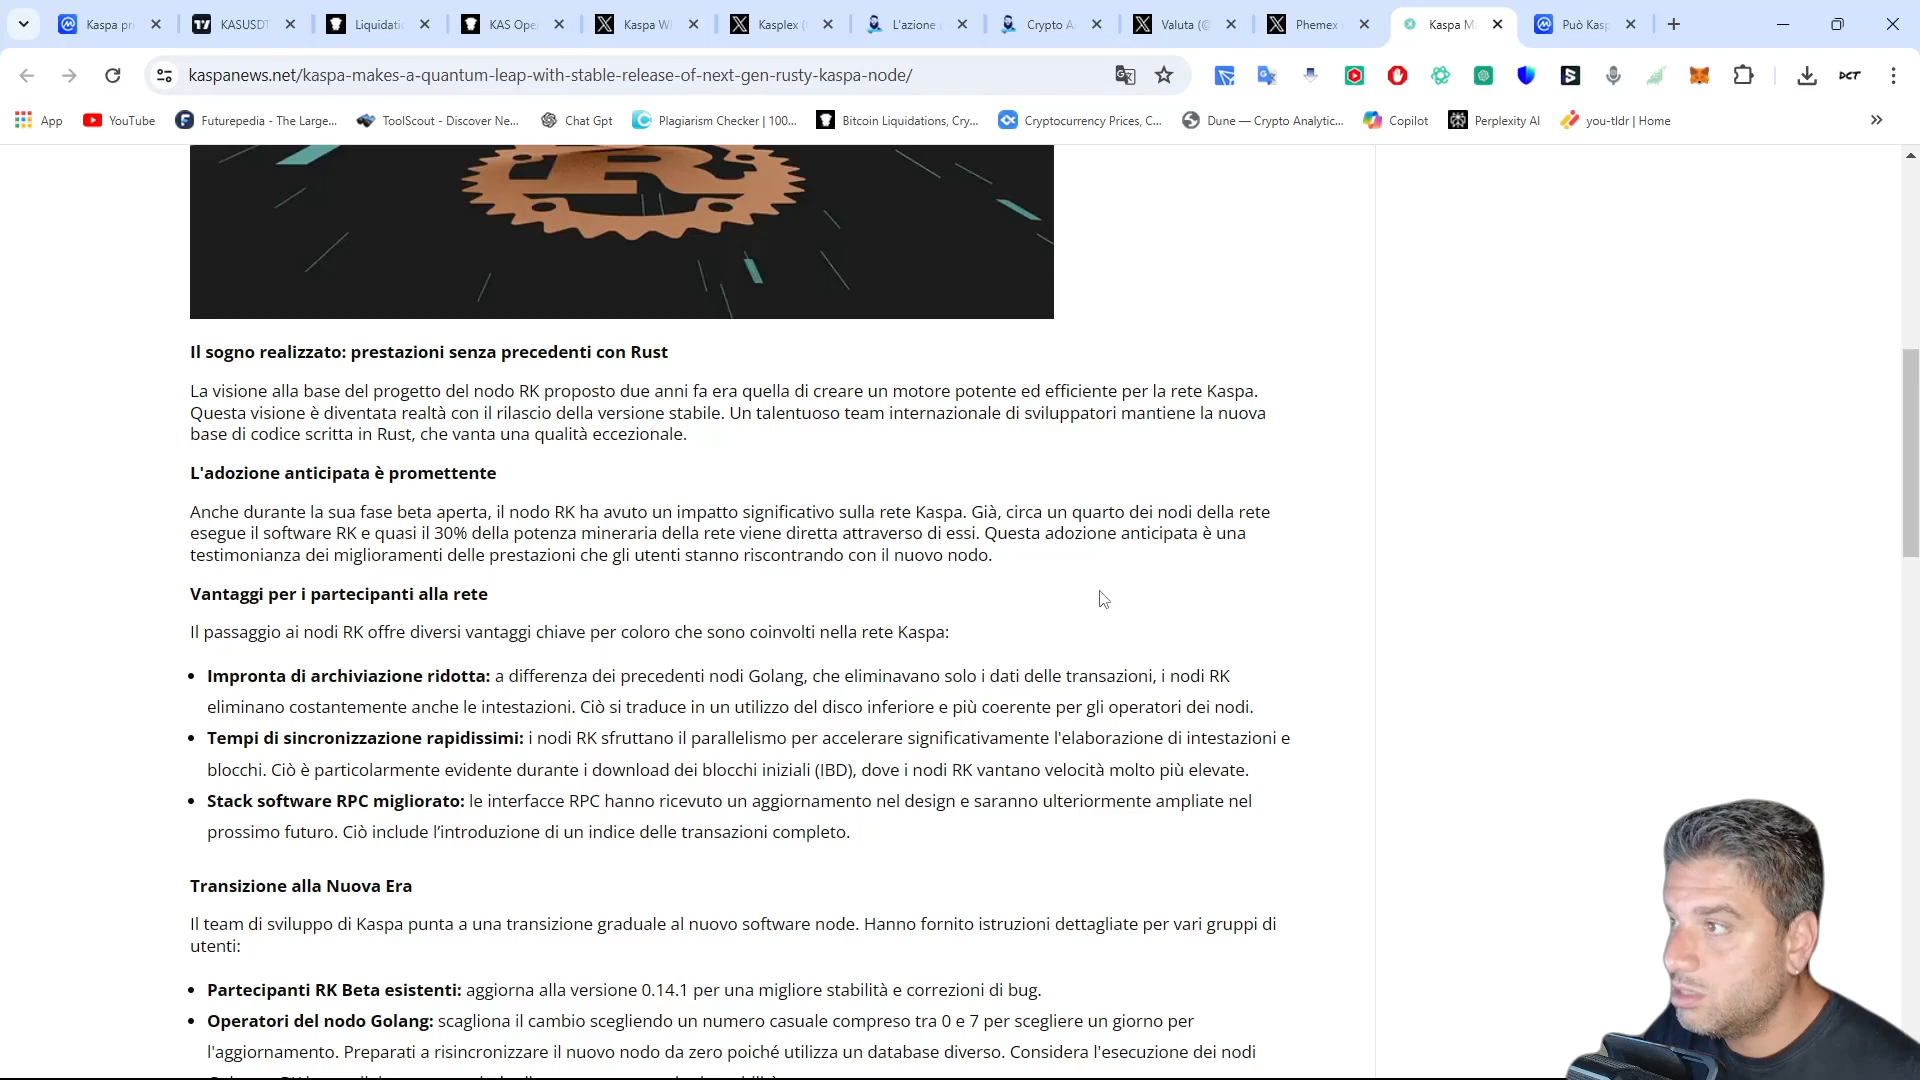 Kaspa pri
KASUSDT
Liquidati
KAS Ope
Kaspa W
Kasplex (
L'azione
Crypto A
Valuta (@
Phemex
Kaspa M
Può Kasp
kaspanews.net/kaspa-makes-a-quantum-leap-with-stable-release-of-next-gen-rusty-kaspa-node/
DCT
App
YouTube
Futurepedia - The Large...
ToolScout - Discover Ne...
Chat Gpt
Plagiarism Checker | 100...
Bitcoin Liquidations, Cry...
Cryptocurrency Prices, C...
Dune — Crypto Analytic...
Copilot
Perplexity AI
you-tldr | Home
R
Il sogno realizzato: prestazioni senza precedenti con Rust
La visione alla base del progetto del nodo RK proposto due anni fa era quella di creare un motore potente ed efficiente per la rete Kaspa.
Questa visione è diventata realtà con il rilascio della versione stabile. Un talentuoso team internazionale di sviluppatori mantiene la nuova
base di codice scritta in Rust, che vanta una qualità eccezionale.
L'adozione anticipata è promettente
Anche durante la sua fase beta aperta, il nodo RK ha avuto un impatto significativo sulla rete Kaspa. Già, circa un quarto dei nodi della rete
esegue il software RK e quasi il 30% della potenza mineraria della rete viene diretta attraverso di essi. Questa adozione anticipata è una
testimonianza dei miglioramenti delle prestazioni che gli utenti stanno riscontrando con il nuovo nodo.
Vantaggi per i partecipanti alla rete
Il passaggio ai nodi RK offre diversi vantaggi chiave per coloro che sono coinvolti nella rete Kaspa:
• Impronta di archiviazione ridotta: a differenza dei precedenti nodi Golang, che eliminavano solo i dati delle transazioni, i nodi RK
eliminano costantemente anche le intestazioni. Ciò si traduce in un utilizzo del disco inferiore e più coerente per gli operatori dei nodi.
• Tempi di sincronizzazione rapidissimi: i nodi RK sfruttano il parallelismo per accelerare significativamente l'elaborazione di intestazioni e
blocchi. Ciò è particolarmente evidente durante i download dei blocchi iniziali (IBD), dove i nodi RK vantano velocità molto più elevate.
• Stack software RPC migliorato: le interfacce RPC hanno ricevuto un aggiornamento nel design e saranno ulteriormente ampliate nel
prossimo futuro. Ciò include l’introduzione di un indice delle transazioni completo.
Transizione alla Nuova Era
Il team di sviluppo di Kaspa punta a una transizione graduale al nuovo software node. Hanno fornito istruzioni dettagliate per vari gruppi di
utenti:
• Partecipanti RK Beta esistenti: aggiorna alla versione 0.14.1 per una migliore stabilità e correzioni di bug.
• Operatori del nodo Golang: scagliona il cambio scegliendo un numero casuale compreso tra 0 e 7 per scegliere un giorno per
l'aggiornamento. Preparati a risincronizzare il nuovo nodo da zero poiché utilizza un database diverso. Considera l'esecuzione dei nodi